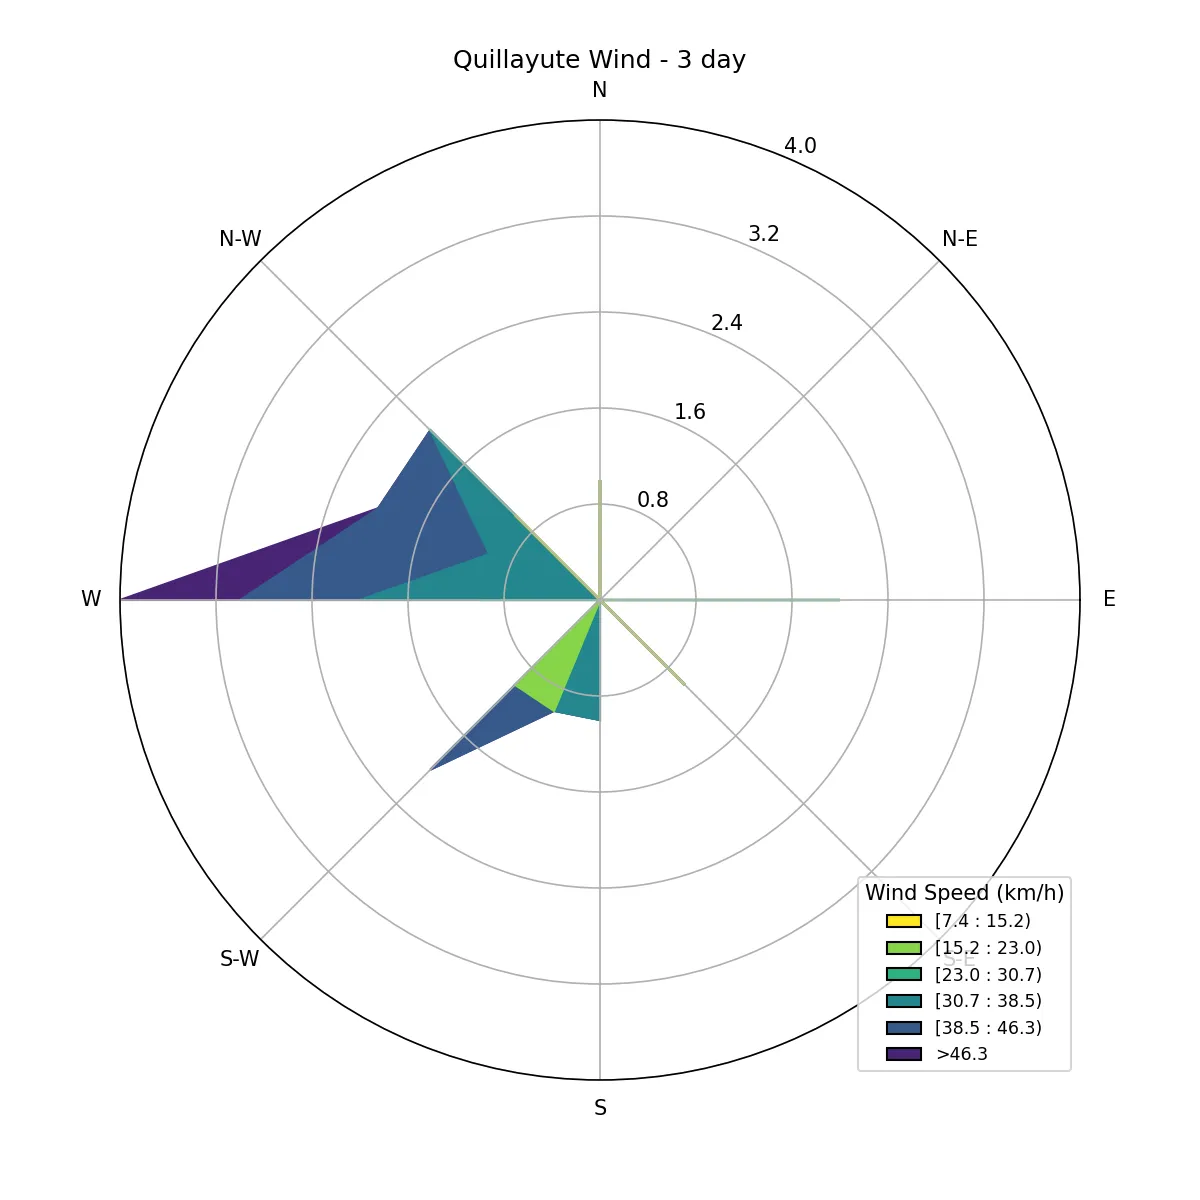 Quillayute Wind - 3 day
N
4.0
N-W
3.2
N-E
2.4
1.6
0.8
W
E
S-W
S-E
S
Wind Speed (km/h)
[7.4 : 15.2)
[15.2 : 23.0)
[23.0 : 30.7)
[30.7 : 38.5)
[38.5 : 46.3)
>46.3